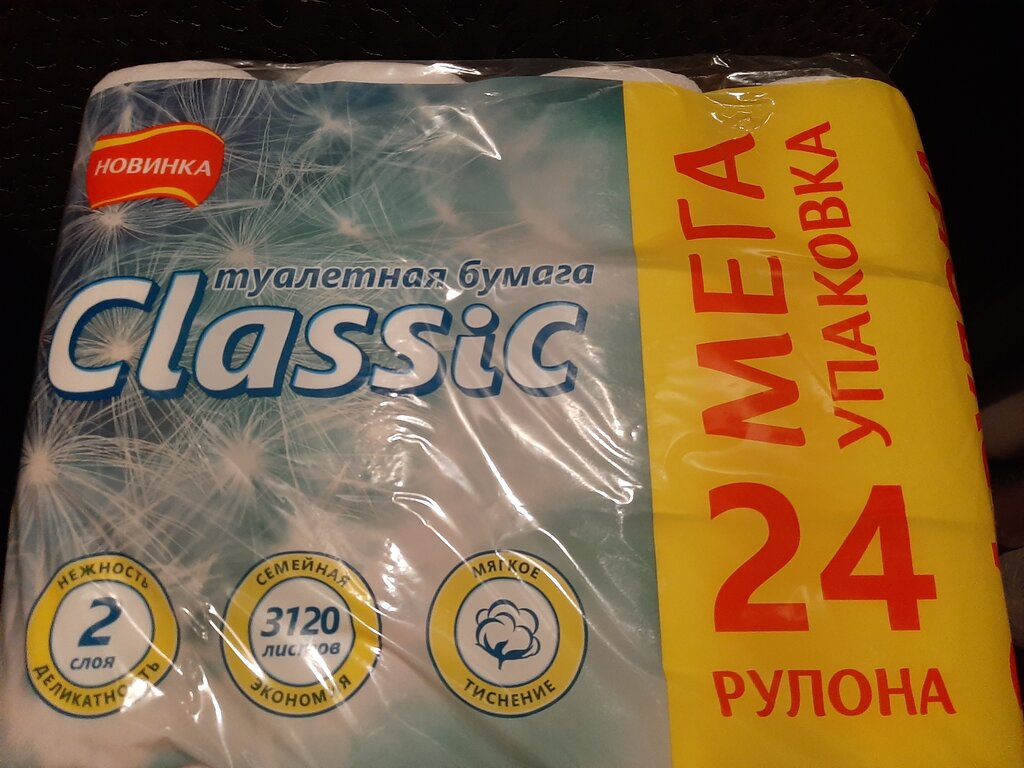 НОВИНКА
туалетная бумага
Classic
НЕЖНОСТЬ
2
слоя
ДЕЛИКАТНОСТЬ
СЕМЕЙНАЯ
3120
листов
ЭКОНОМИЯ
МЯГКОЕ
ТИСНЕНИЕ
МЕГА
УПАКОВКА
24
РУЛОНА